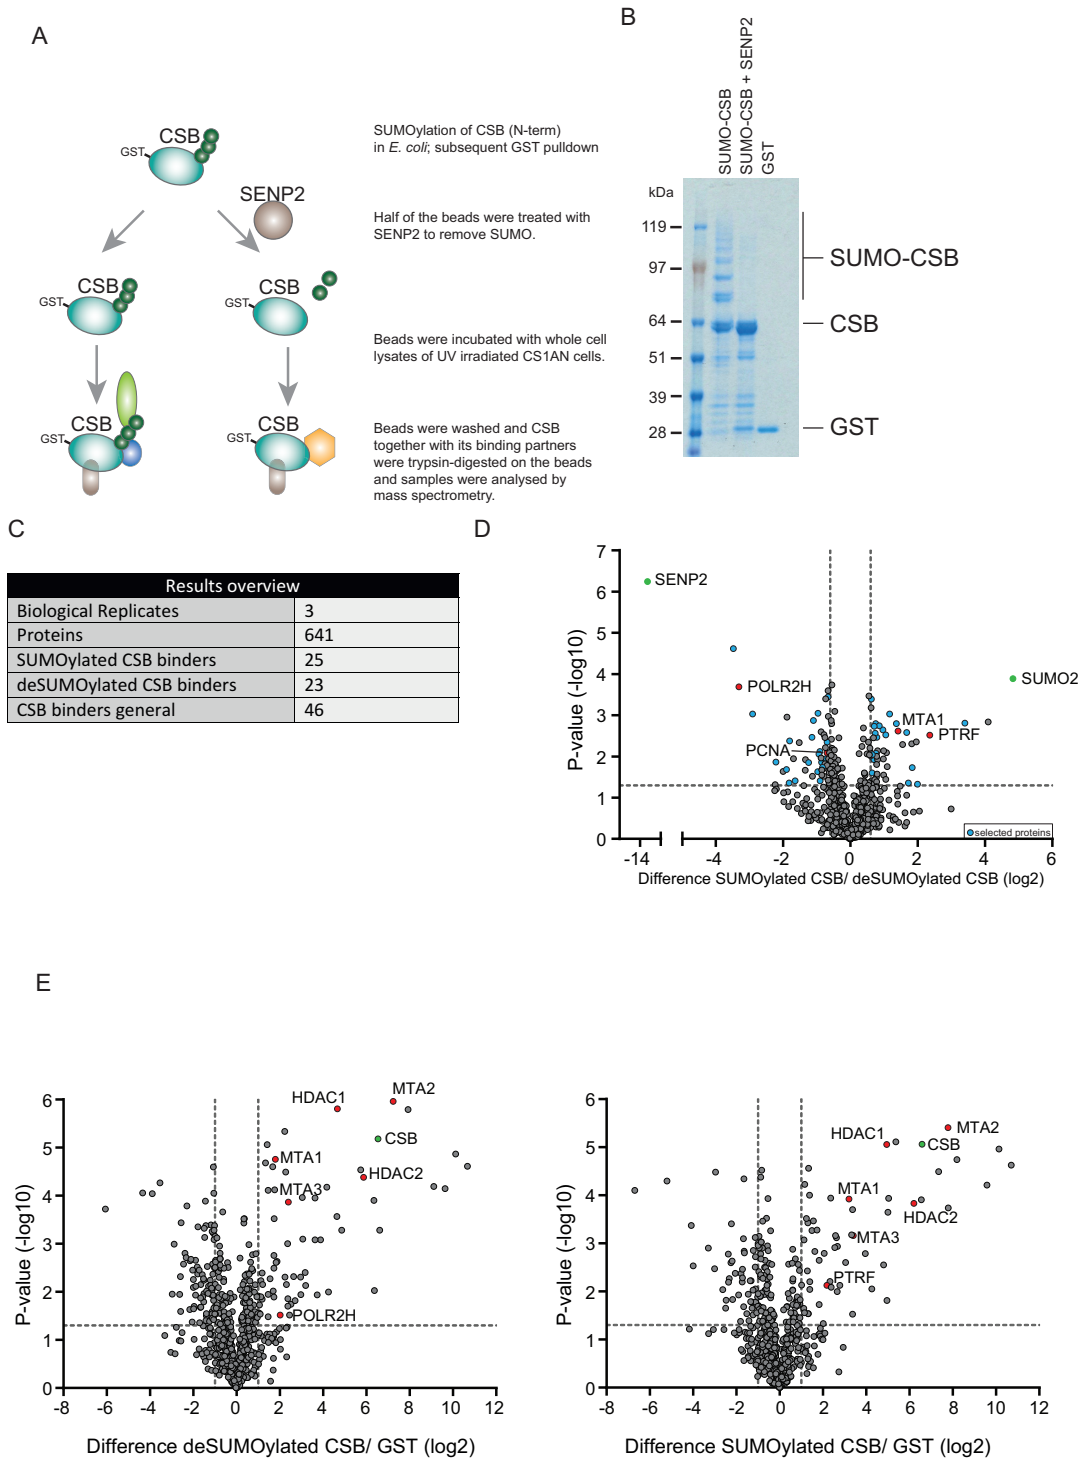 A
CSB
GST
SUMOylation of CSB (N-term)
in E. coli; subsequent GST pulldown
SENP2
Half of the beads were treated with
SENP2 to remove SUMO.
CSB
GST
CSB
GST
Beads were incubated with whole cell
lysates of UV irradiated CS1AN cells.
CSB
GST
CSB
GST
Beads were washed and CSB
together with its binding partners
were trypsin-digested on the beads
and samples were analysed by
mass spectrometry.
B
SUMO-CSB
SUMO-CSB + SENP2
GST
kDa
119
97
64
51
39
28
SUMO-CSB
CSB
GST
C
Results overview
Biological Replicates 3
Proteins 641
SUMOylated CSB binders 25
deSUMOylated CSB binders 23
CSB binders general 46
D
P-value (-log10)
7
6
5
4
3
2
1
0
SENP2
SUMO2
POLR2H
MTA1
PTRF
PCNA
selected proteins
-14 -4 -2 0 2 4 6
Difference SUMOylated CSB/ deSUMOylated CSB (log2)
E
P-value (-log10)
6
5
4
3
2
1
0
HDAC1
MTA2
CSB
MTA1
HDAC2
MTA3
POLR2H
-8 -6 -4 -2 0 2 4 6 8 10 12
Difference deSUMOylated CSB/ GST (log2)
P-value (-log10)
6
5
4
3
2
1
0
HDAC1
MTA2
CSB
MTA1
HDAC2
MTA3
PTRF
-8 -6 -4 -2 0 2 4 6 8 10 12
Difference SUMOylated CSB/ GST (log2)